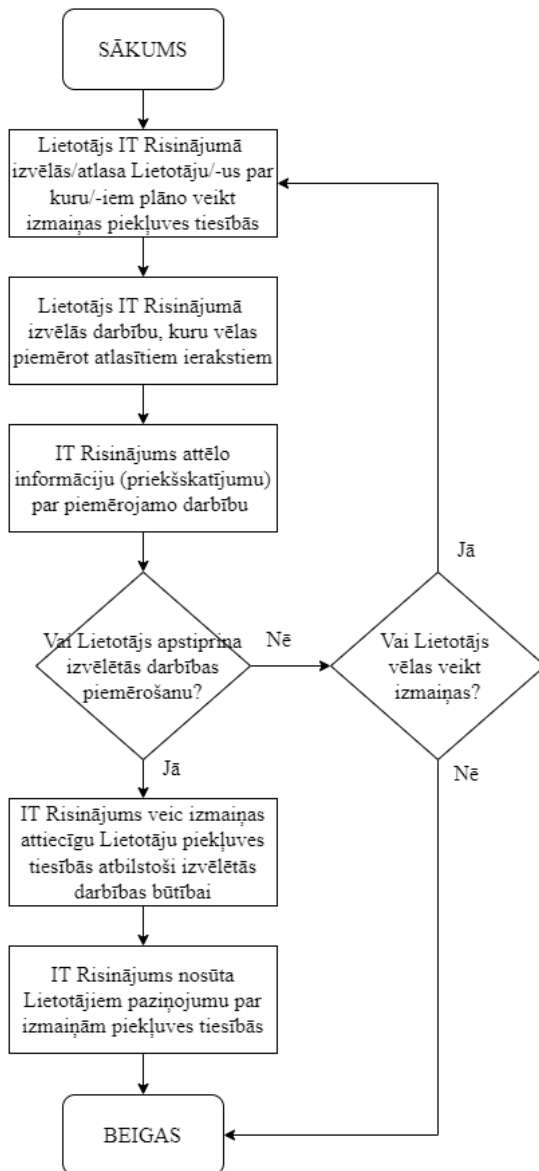 SĀKUMS
Lietotājs IT Risinājumā
izvēlās/atlasa Lietotāju/-us par
kuru/-iem plāno veikt
izmaiņas piekļuves tiesībās
Lietotājs IT Risinājumā
izvēlās darbību, kuru vēlas
piemērot atlasītiem ierakstiem
IT Risinājums attēlo
informāciju (priekšskatījumu)
par piemērojamo darbību
Jā
Vai Lietotājs apstiprina
izvēlētās darbības
piemērošanu?
Nē
Vai Lietotājs
vēlas veikt
izmaiņas?
Jā
Nē
IT Risinājums veic izmaiņas
attiecīgu Lietotāju piekļuves
tiesībās atbilstoši izvēlētās
darbības būtībai
IT Risinājums nosūta
Lietotājiem paziņojumu par
izmaiņām piekļuves tiesībās
BEIGAS